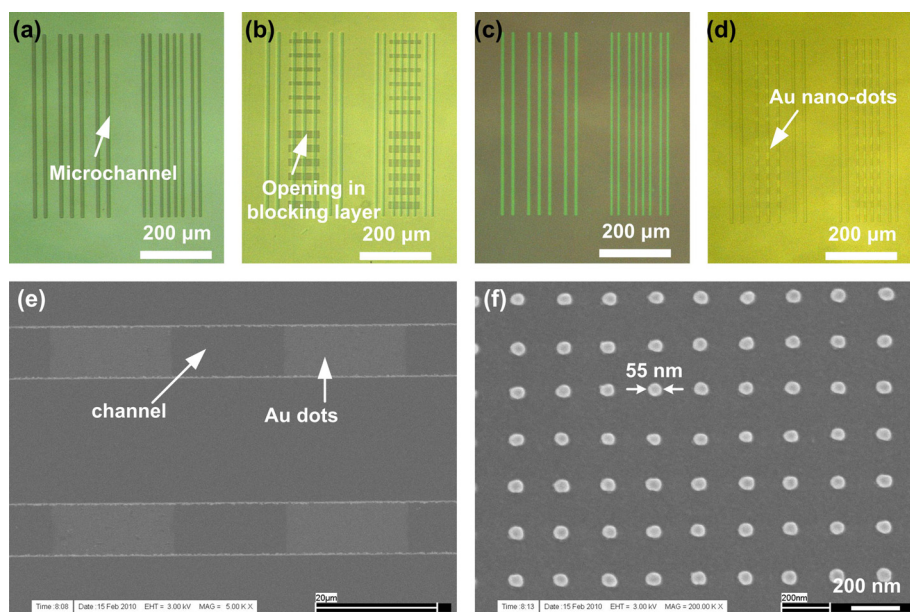 (a)
Microchannel
200 µm
(b)
Opening in
blocking layer
200 µm
(c)
200 µm
(d)
Au nano-dots
200 µm
(e)
channel
Au dots
Time :8:08 Date :15 Feb 2010 EHT = 3.00 kV MAG = 5.00 K X
20µm
(f)
55 nm
200 nm
Time :8:13 Date :15 Feb 2010 EHT = 3.00 kV MAG = 200.00 K X
200nm